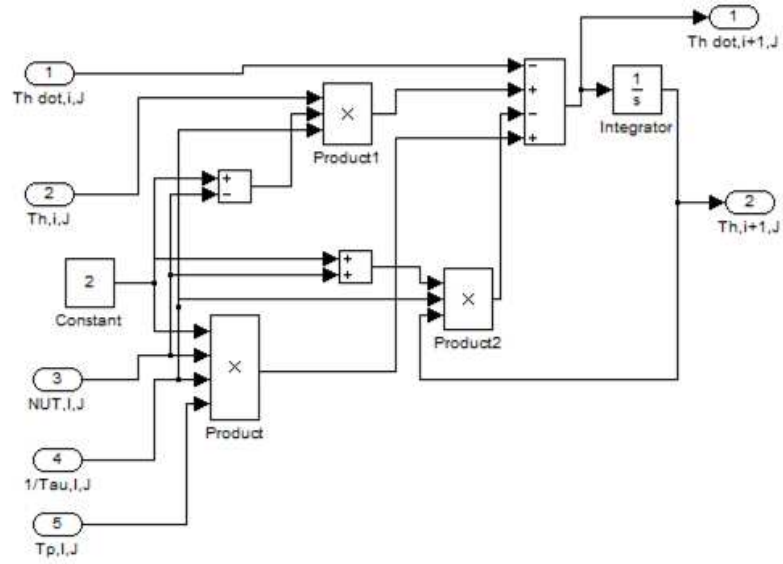 1
Th dot,i+1,J
1
Th dot,i,J
−
+
−
+
1
s
Integrator
×
Product1
2
Th,i,J
+
−
2
Th,i+1,J
2
Constant
+
+
×
Product2
×
Product
3
NUT,I,J
4
1/Tau,I,J
5
Tp,I,J